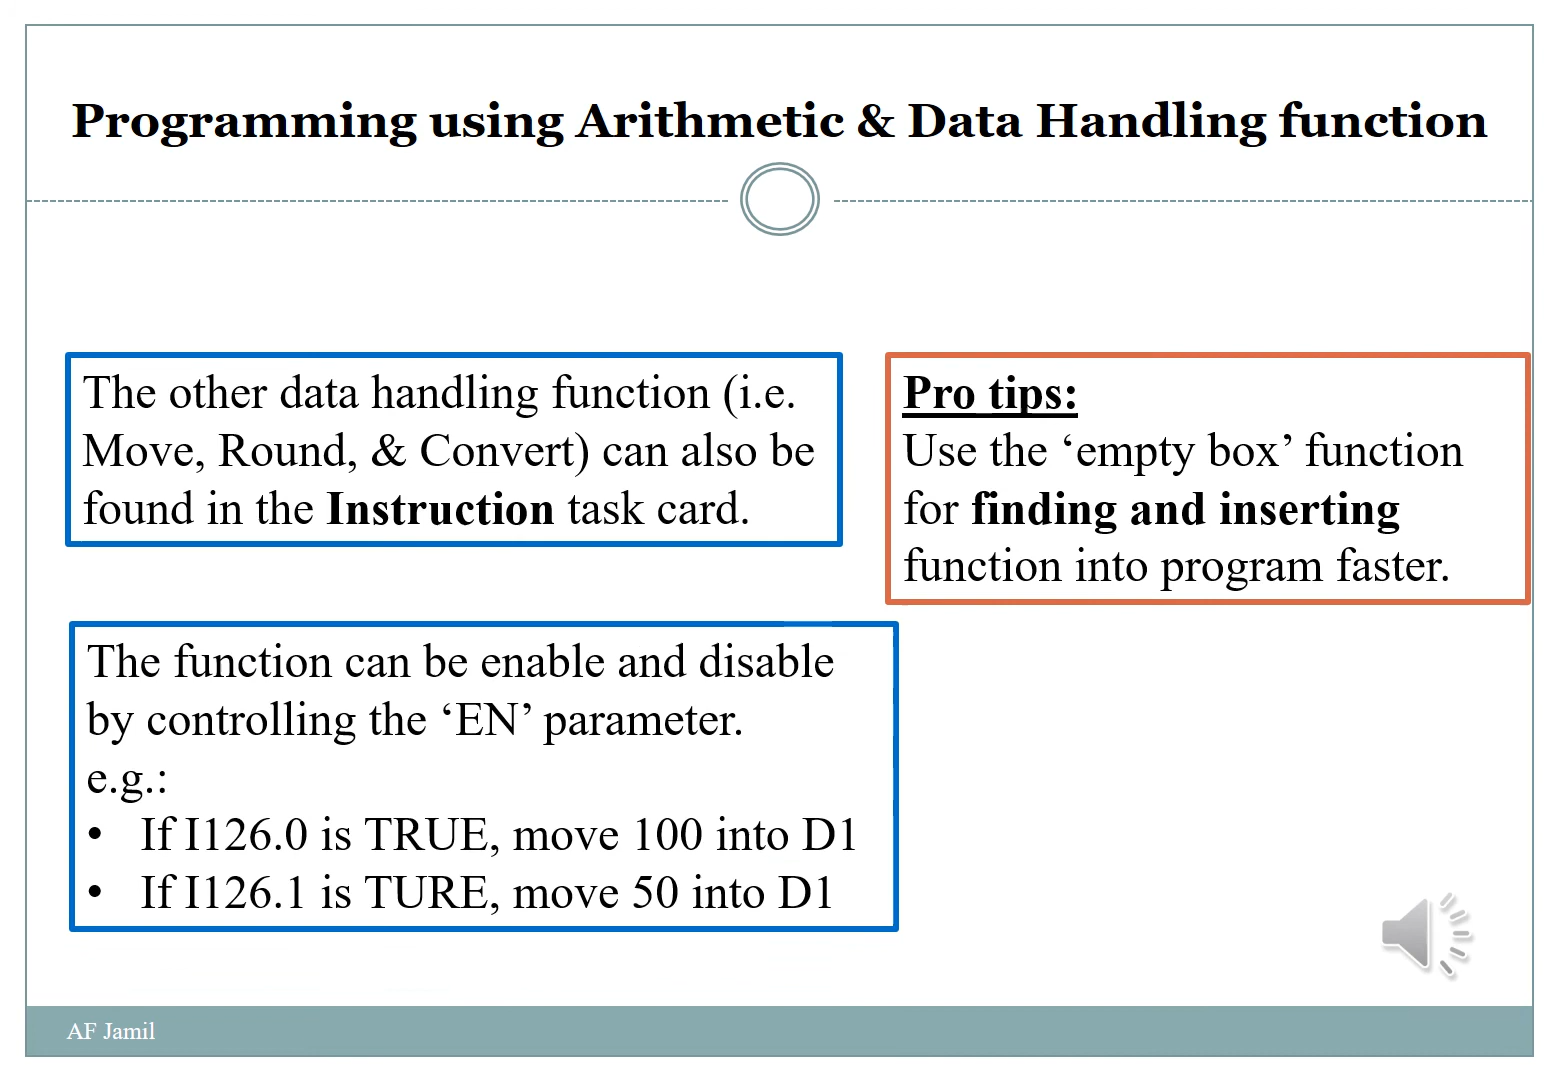 Programming using Arithmetic & Data Handling function
The other data handling function (i.e.
Move, Round, & Convert) can also be
found in the Instruction task card.
Pro tips:
Use the ‘empty box’ function
for finding and inserting
function into program faster.
The function can be enable and disable
by controlling the ‘EN’ parameter.
e.g.:
• If I126.0 is TRUE, move 100 into D1
• If I126.1 is TURE, move 50 into D1
AF Jamil